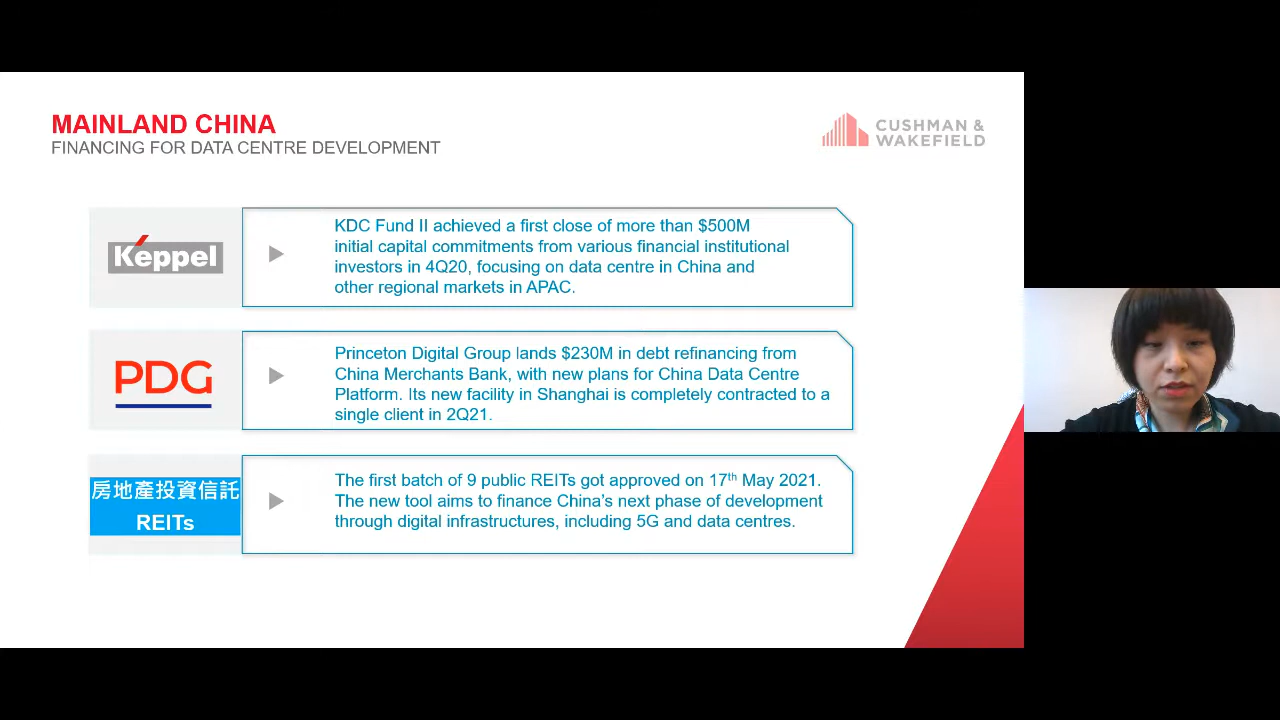 MAINLAND CHINA
FINANCING FOR DATA CENTRE DEVELOPMENT
CUSHMAN &
WAKEFIELD
Keppel
KDC Fund II achieved a first close of more than $500M
initial capital commitments from various financial institutional
investors in 4Q20, focusing on data centre in China and
other regional markets in APAC.
PDG
Princeton Digital Group lands $230M in debt refinancing from
China Merchants Bank, with new plans for China Data Centre
Platform. Its new facility in Shanghai is completely contracted to a
single client in 2Q21.
房地產投資信託
REITs
The first batch of 9 public REITs got approved on 17th May 2021.
The new tool aims to finance China's next phase of development
through digital infrastructures, including 5G and data centres.